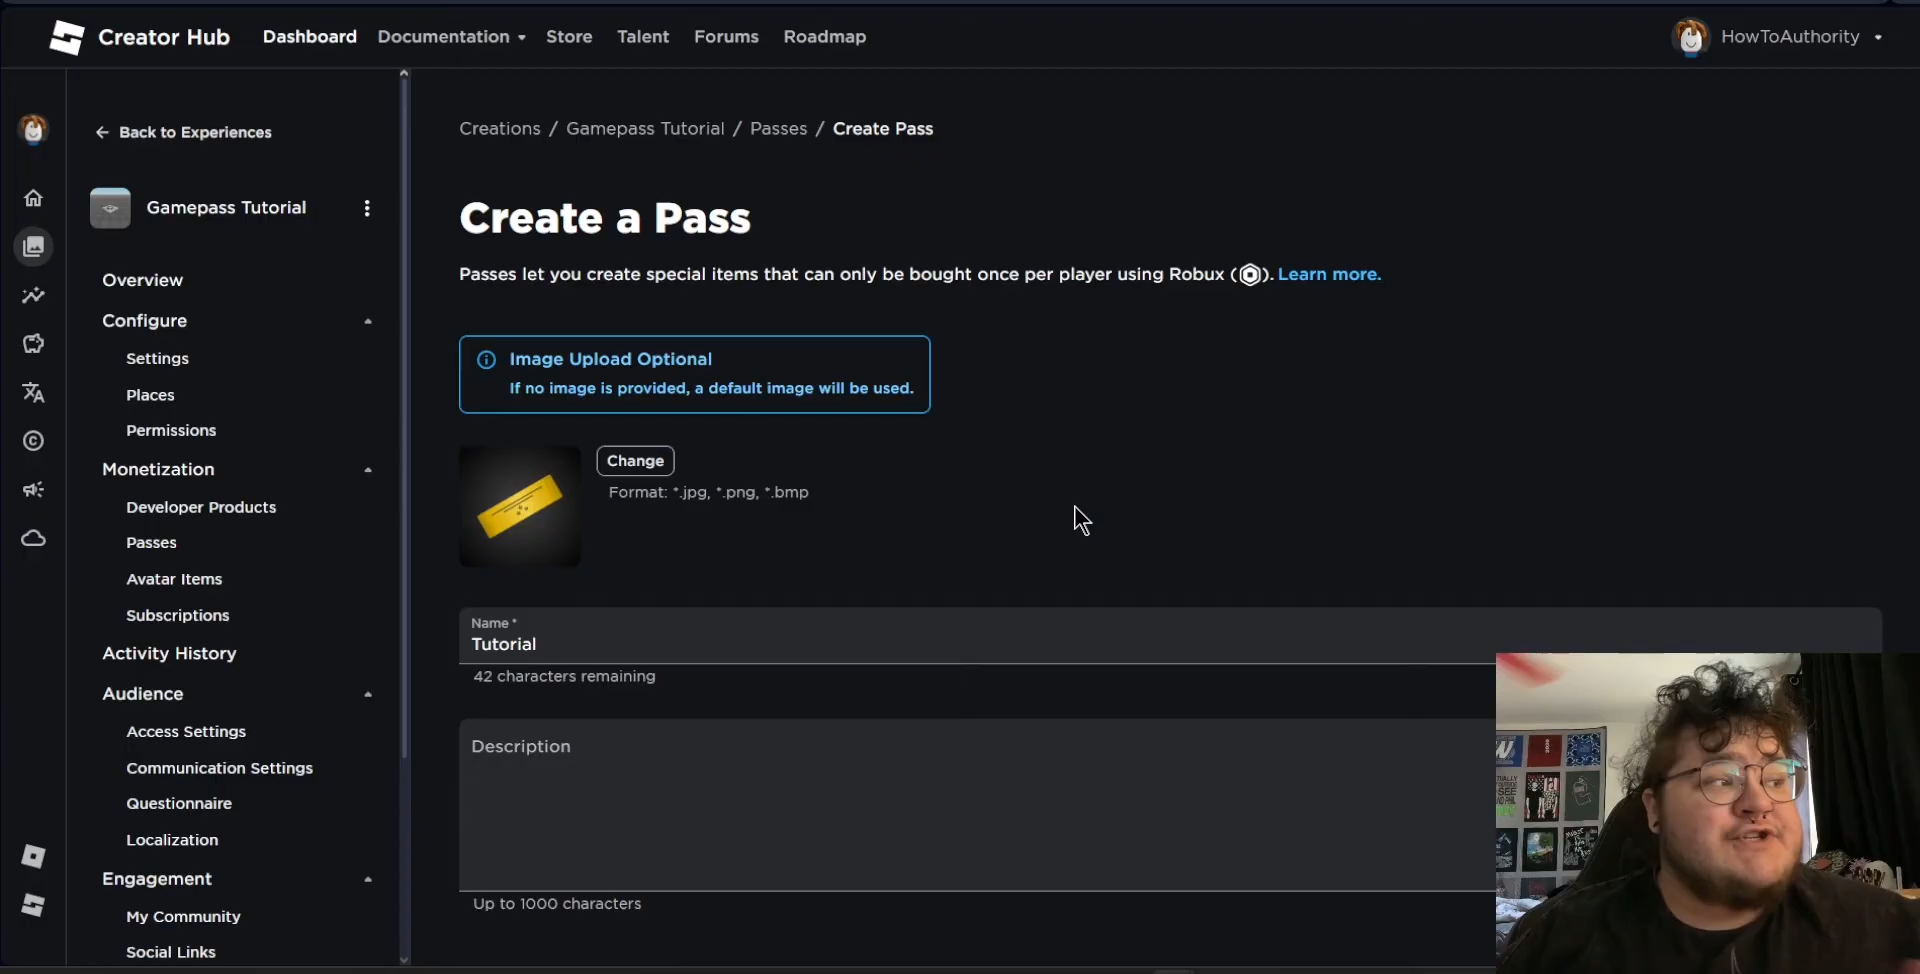 Creator Hub Dashboard Documentation Store Talent Forums Roadmap HowToAuthority
Back to Experiences
Gamepass Tutorial
Overview
Configure
Settings
Places
Permissions
Monetization
Developer Products
Passes
Avatar Items
Subscriptions
Activity History
Audience
Access Settings
Communication Settings
Questionnaire
Localization
Engagement
My Community
Social Links
Creations / Gamepass Tutorial / Passes / Create Pass
Create a Pass
Passes let you create special items that can only be bought once per player using Robux (). Learn more.
Image Upload Optional
If no image is provided, a default image will be used.
Change
Format: *.jpg, *.png, *.bmp
Name *
Tutorial
42 characters remaining
Description
Up to 1000 characters